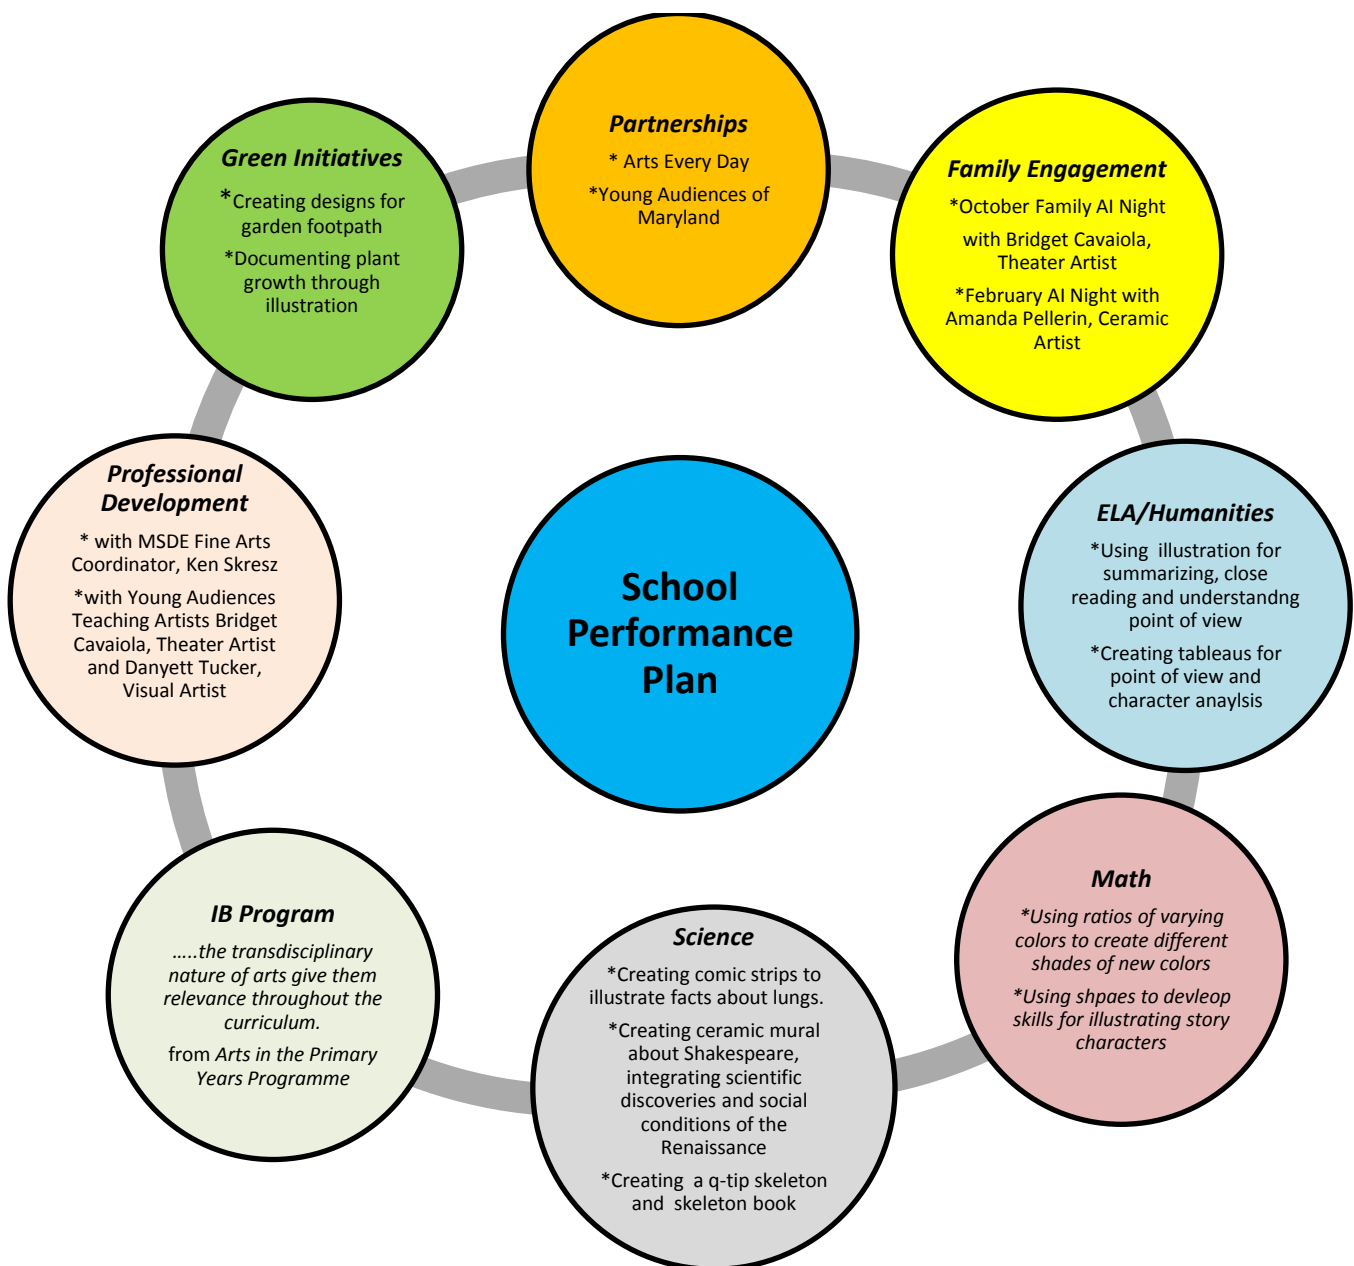 Partnerships
* Arts Every Day
*Young Audiences of
Maryland
Family Engagement
*October Family AI Night
with Bridget Cavaiola,
Theater Artist
*February AI Night with
Amanda Pellerin, Ceramic
Artist
ELA/Humanities
*Using  illustration for
summarizing, close
reading and understandng
point of view
*Creating tableaus for
point of view and
character anaylsis
Math
*Using ratios of varying
colors to create different
shades of new colors
*Using shpaes to devleop
skills for illustrating story
characters
Science
*Creating comic strips to
illustrate facts about lungs.
*Creating ceramic mural
about Shakespeare,
integrating scientific
discoveries and social
conditions of the
Renaissance
*Creating  a q-tip skeleton
and  skeleton book
IB Program
…..the transdisciplinary
nature of arts give them
relevance throughout the
curriculum.
from Arts in the Primary
Years Programme
Professional
Development
* with MSDE Fine Arts
Coordinator, Ken Skresz
*with Young Audiences
Teaching Artists Bridget
Cavaiola, Theater Artist
and Danyett Tucker,
Visual Artist
Green Initiatives
*Creating designs for
garden footpath
*Documenting plant
growth through
illustration
School
Performance
Plan